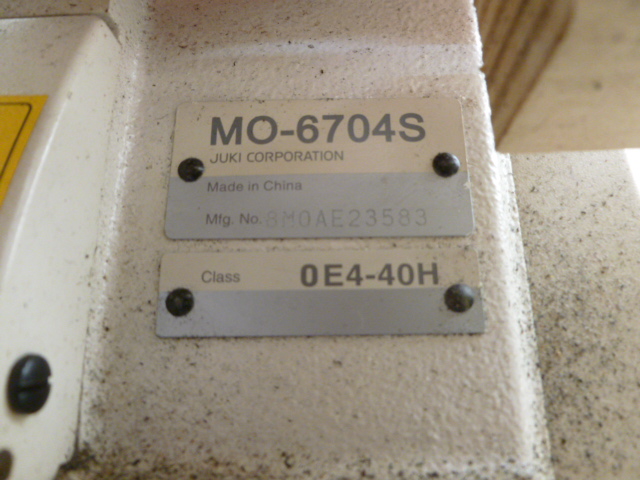 MO-6704S
JUKI CORPORATION
Made in China
Mfg. No. 8M0AE23583
Class 0E4-40H